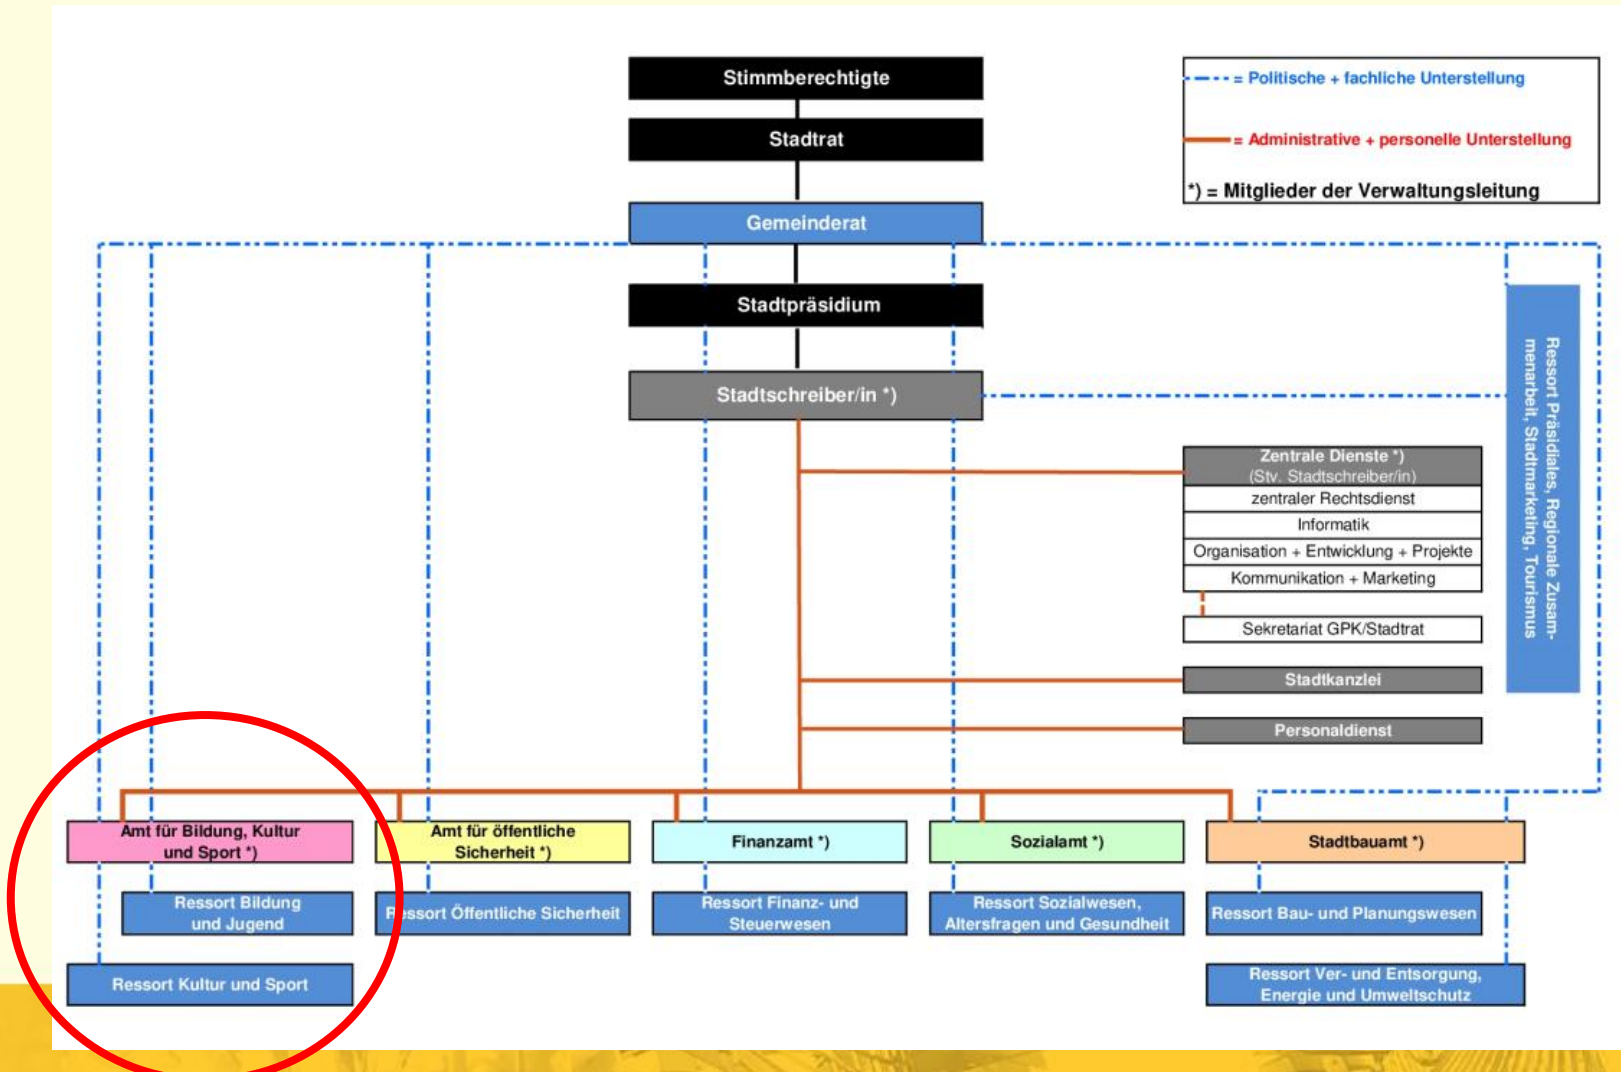 Stimmberechtigte
Stadtrat
Gemeinderat
Stadtpräsidium
Stadtschreiber/in *)
= Politische + fachliche Unterstellung
= Administrative + personelle Unterstellung
*) = Mitglieder der Verwaltungsleitung
Ressort Präsidiales, Regionale Zusam-
menarbeit, Stadtmarketing, Tourismus
Zentrale Dienste *)
(Stv. Stadtschreiber/in)
zentraler Rechtsdienst
Informatik
Organisation + Entwicklung + Projekte
Kommunikation + Marketing
Sekretariat GPK/Stadtrat
Stadtkanzlei
Personaldienst
Amt für Bildung, Kultur
und Sport *)
Ressort Bildung
und Jugend
Ressort Kultur und Sport
Amt für öffentliche
Sicherheit *)
Ressort Öffentliche Sicherheit
Finanzamt *)
Ressort Finanz- und
Steuerwesen
Sozialamt *)
Ressort Sozialwesen,
Altersfragen und Gesundheit
Stadtbauamt *)
Ressort Bau- und Planungswesen
Ressort Ver- und Entsorgung,
Energie und Umweltschutz